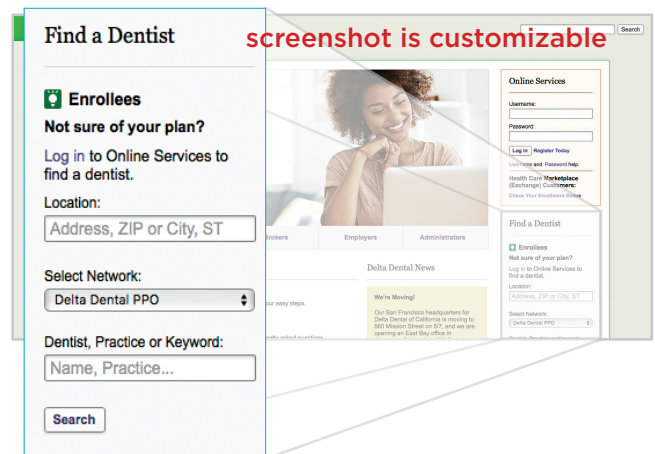 Find a Dentist
Enrollees
Not sure of your plan?
Log in to Online Services to
find a dentist.
Location:
Address, ZIP or City, ST
Select Network:
Delta Dental PPO
Dentist, Practice or Keyword:
Name, Practice...
Search
screenshot is customizable
Search
Brokers
Employers
Administrators
Delta Dental News
your easy steps.
asked questions
We're Moving!
Our San Francisco headquarters for
Delta Dental of California is moving to
560 Mission Street on 5/7, and we are
opening an East Bay office in
Online Services
Username:
Password:
Log In Register Today
Username and Password help.
Health Care Marketplace
(Exchange) Customers:
Check Your Enrollment Status
Find a Dentist
Enrollees
Not sure of your plan?
Log in to Online Services to
find a dentist.
Location:
Address, ZIP or City, ST
Select Network:
Delta Dental PPO